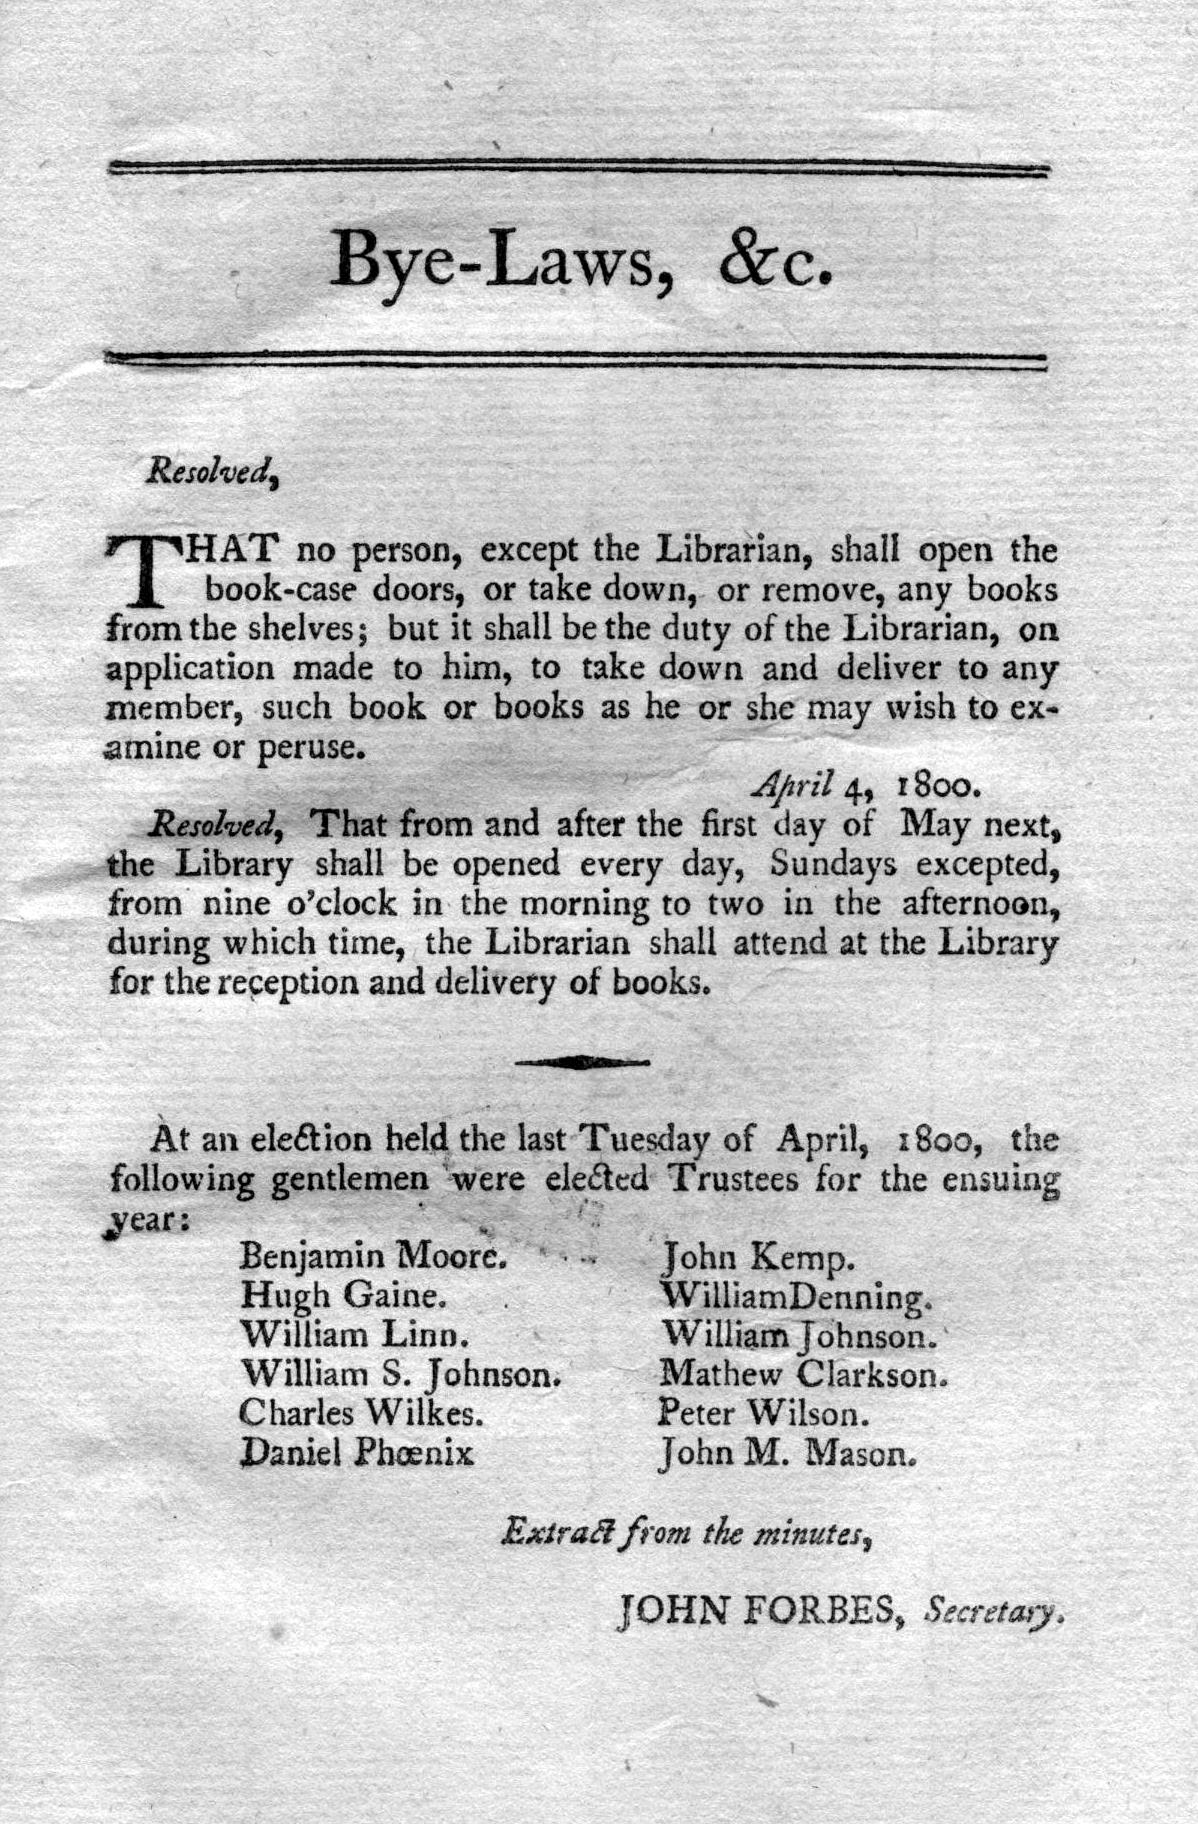 Bye-Laws, &c.
Resolved,
THAT no person, except the Librarian, shall open the
book-case doors, or take down, or remove, any books
from the shelves; but it shall be the duty of the Librarian, on
application made to him, to take down and deliver to any
member, such book or books as he or she may wish to ex-
amine or peruse.
April 4, 1800.
Resolved, That from and after the first day of May next,
the Library shall be opened every day, Sundays excepted,
from nine o'clock in the morning to two in the afternoon,
during which time, the Librarian shall attend at the Library
for the reception and delivery of books.
At an election held the last Tuesday of April, 1800, the
following gentlemen were elected Trustees for the ensuing
year:
Benjamin Moore. John Kemp.
Hugh Gaine. William Denning.
William Linn. William Johnson.
William S. Johnson. Mathew Clarkson.
Charles Wilkes. Peter Wilson.
Daniel Phœnix John M. Mason.
Extract from the minutes,
JOHN FORBES, Secretary.